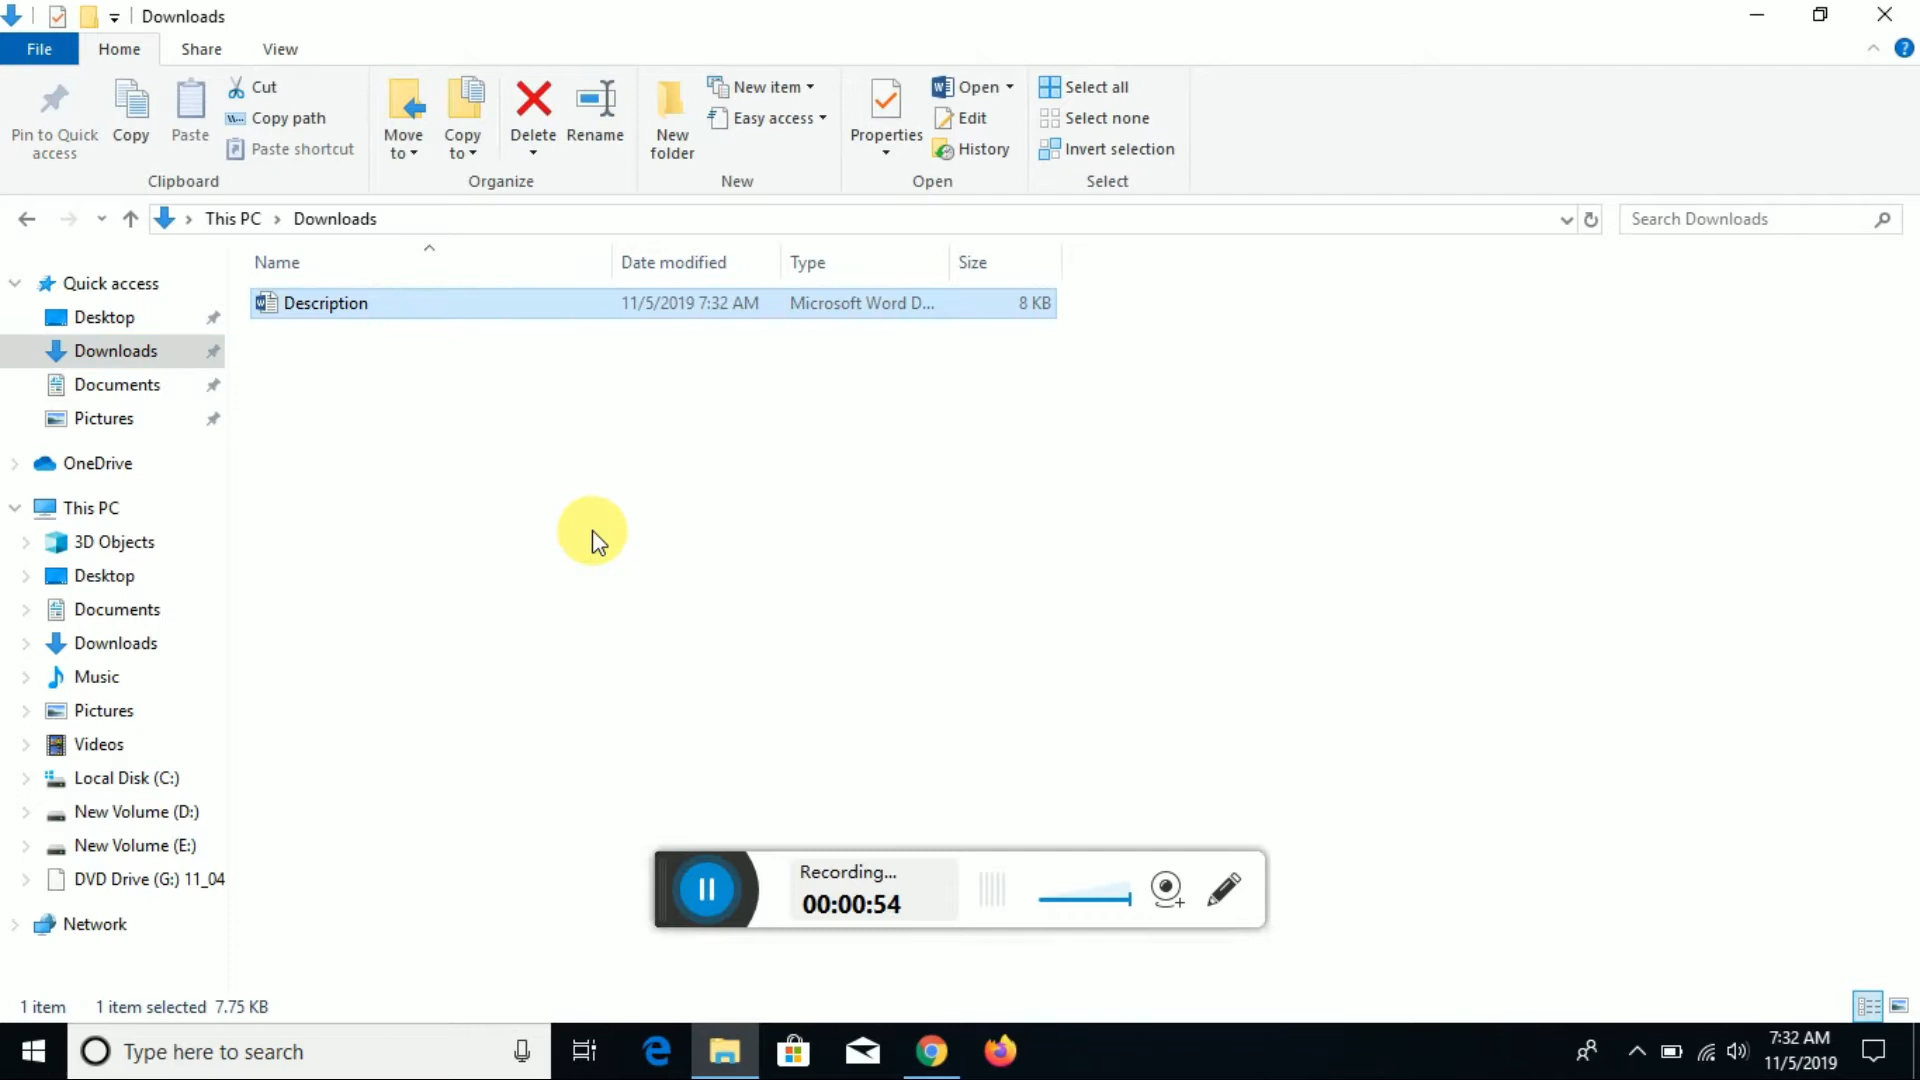 Downloads
File Home Share View
Pin to Quick access
Copy
Paste
Cut
Copy path
Paste shortcut
Clipboard
Move to
Copy to
Delete
Rename
Organize
New folder
New item
Easy access
New
Properties
Open
Edit
History
Open
Select all
Select none
Invert selection
Select
This PC > Downloads
Search Downloads
Name Date modified Type Size
Description 11/5/2019 7:32 AM Microsoft Word D... 8 KB
Quick access
Desktop
Downloads
Documents
Pictures
OneDrive
This PC
3D Objects
Desktop
Documents
Downloads
Music
Pictures
Videos
Local Disk (C:)
New Volume (D:)
New Volume (E:)
DVD Drive (G:) 11_04
Network
Recording...
00:00:54
1 item 1 item selected 7.75 KB
Type here to search
7:32 AM
11/5/2019